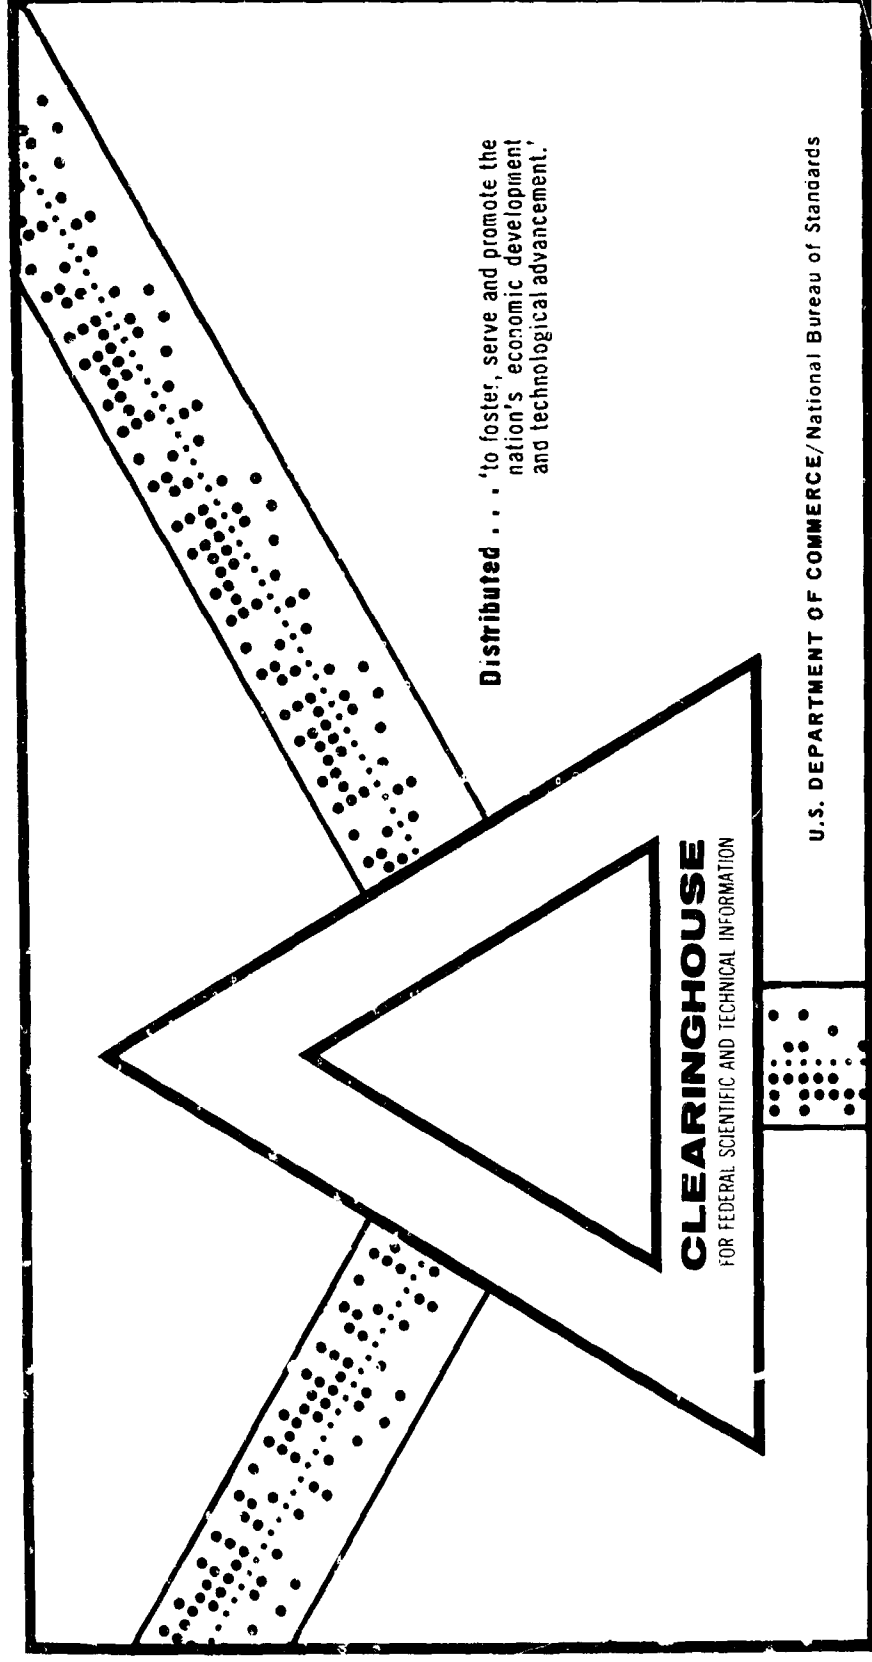 Distributed . . . 'to foster, serve and promote the
nation's economic development
and technological advancement.'
CLEARINGHOUSE
FOR FEDERAL SCIENTIFIC AND TECHNICAL INFORMATION
U.S. DEPARTMENT OF COMMERCE/National Bureau of Standards